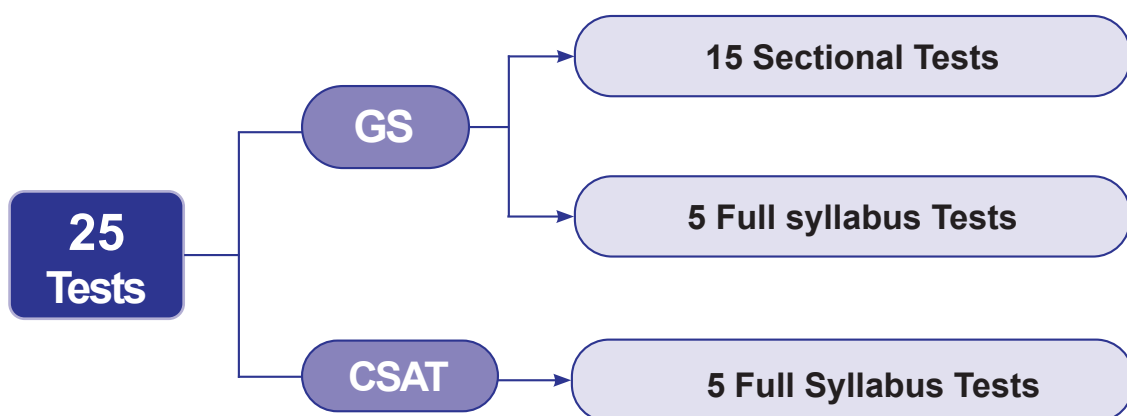 25
Tests
GS
15 Sectional Tests
5 Full syllabus Tests
CSAT
5 Full Syllabus Tests